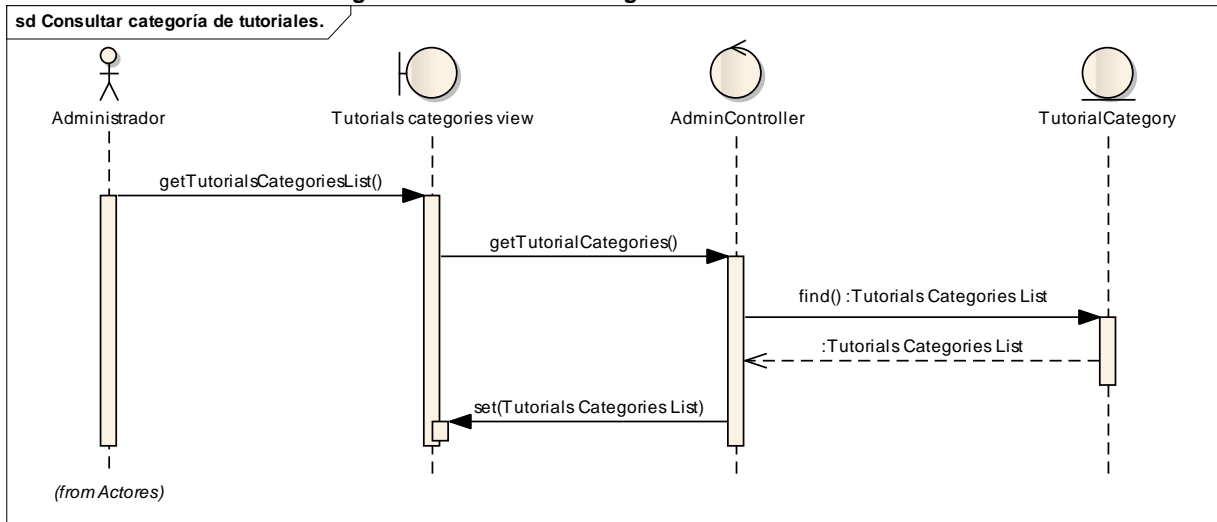 sd Consultar categoría de tutoriales.
Administrador
Tutorials categories view
AdminController
TutorialCategory
getTutorialsCategoriesList()
getTutorialCategories()
find() :Tutorials Categories List
:Tutorials Categories List
set(Tutorials Categories List)
(from Actores)